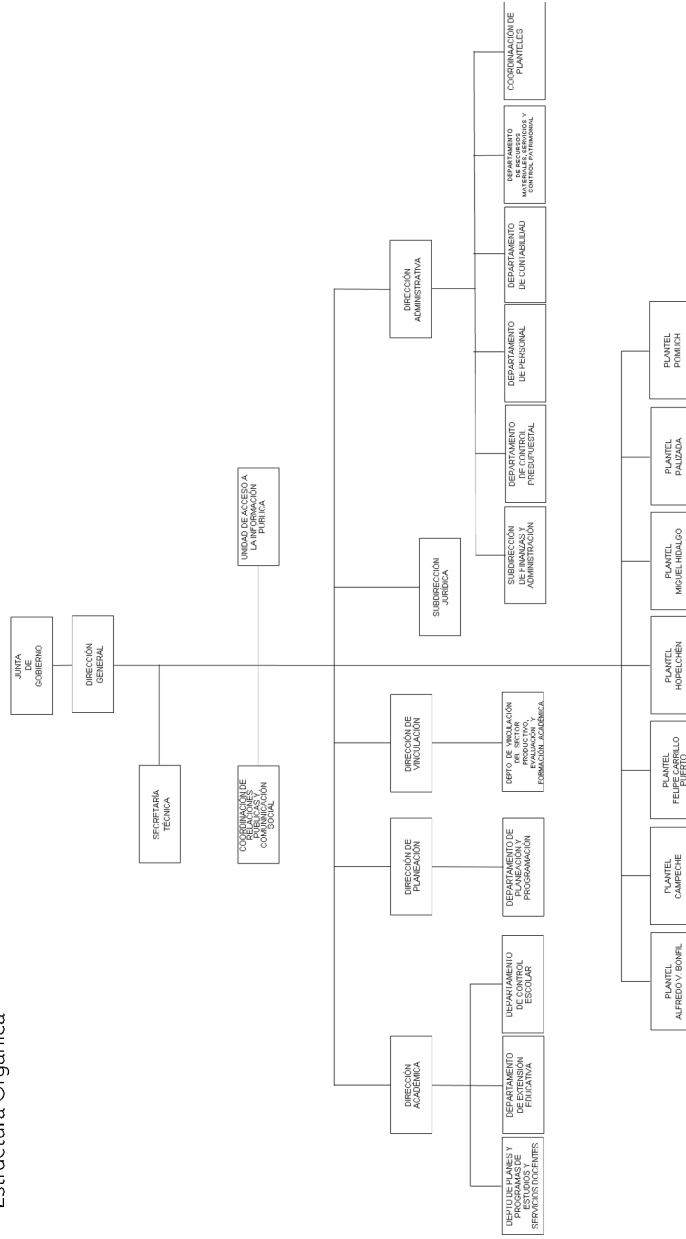 Estructura Orgánica
JUNTA
DE
GOBIERNO
DIRECCIÓN
GENERAL
SECRETARÍA
TÉCNICA
COORDINACIÓN DE
RELACIONES
PÚBLICAS Y
COMUNNICACIÓN
SOCIAL
UNIDAD DE ACCESO A
LA INFORMACIÓN
PÚBLICA
DIRECCIÓN
ACADÉMICA
DIRECCIÓN DE
PLANEACIÓN
DIRECCIÓN DE
VINCULACIÓN
SUBDIRECCIÓN
JURÍDICA
DIRECCIÓN
ADMINISTRATIVA
DEPTO DE PLANES Y
PROGRAMAS DE
ESTUDIOS Y
SERVICIOS DOCENTES
DEPARTAMENTO
DE EXTENSIÓN
EDUCATIVA
DEPARTAMENTO
DE CONTROL
ESCOLAR
DEPARTAMENTO DE
PLANEACIÓN Y
PROGRAMACIÓN
DEPTO DE VINCULACIÓN
DEL SECTOR
PRODUCTIVO,
EVALUACIÓN Y
FORMACIÓN ACADÉMICA
SUBDIRECCIÓN
DE FINANZAS Y
ADMINISTRACIÓN
DEPARTAMENTO
DE CONTROL
PRESUPUESTAL
DEPARTAMENTO
DE PERSONAL
DEPARTAMENTO
DE CONTABILIDAD
DEPARTAMENTO
DE RECURSOS
MATERIALES, SERVICIOS Y
CONTROL PATRIMONIAL
COORDINAACIÓN DE
PLANTELES
PLANTEL
ALFREDO V. BONFIL
PLANTEL
CAMPECHE
PLANTEL
FELIPE CARRILLO
PUERTO
PLANTEL
HOPELCHÉN
PLANTEL
MIGUEL HIDALGO
PLANTEL
PALIZADA
PLANTEL
POMUCH